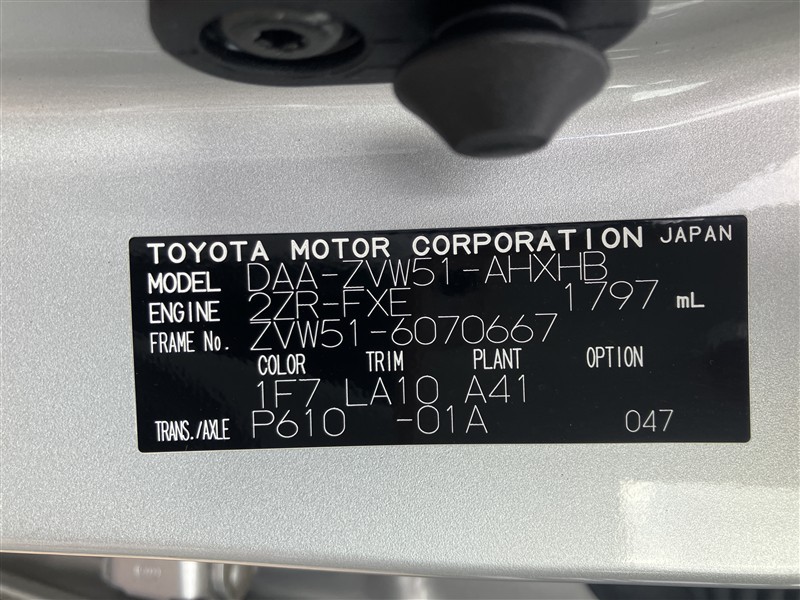 TOYOTA MOTOR CORPORATION JAPAN
MODEL DAA-ZVW51-AHXHB
ENGINE 2ZR-FXE 1797 mL
FRAME No. ZVW51-6070667
COLOR TRIM PLANT OPTION
1F7 LA10 A41
TRANS./AXLE P610 -01A 047